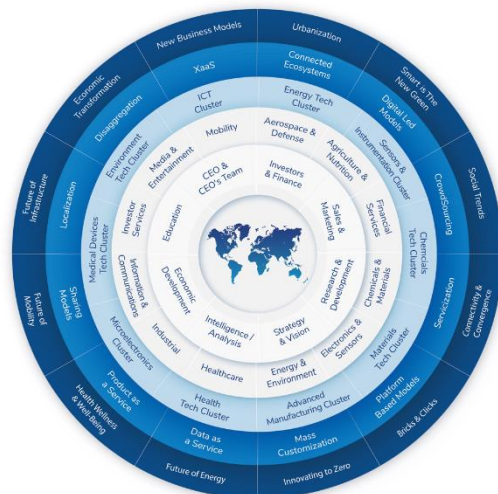 New Business Models
Urbanization
Smart is The
New Green
Social Trends
Connectivity &
Convergence
Bricks & Clicks
Innovating to Zero
Future of Energy
Health Wellness
& Well-Being
Future of
Mobility
Future of
Infrastructure
Economic
Transformation
XaaS
Connected
Ecosystems
Digital Led
Models
CrowdSourcing
Servicization
Platform
Based Models
Mass
Customization
Data as
a Service
Product as
a Service
Sharing
Models
Localization
Disaggregation
ICT
Cluster
Energy Tech
Cluster
Sensors &
Instrumentation Cluster
Chemcials
Tech Cluster
Materials
Tech Cluster
Advanced
Manufacturing Cluster
Health
Tech Cluster
Microelectronics
Cluster
Medical Devices
Tech Cluster
Environment
Tech Cluster
Mobility
Aerospace &
Defense
Agriculture &
Nutrition
Financial
Services
Chemicals &
Materials
Electronics &
Sensors
Energy &
Environment
Healthcare
Industrial
Information &
Communications
Investor
Services
Media &
Entertainment
CEO &
CEO's Team
Investors
& Finance
Sales &
Marketing
Research &
Development
Strategy
& Vision
Intelligence /
Analysis
Economic
Development
Education